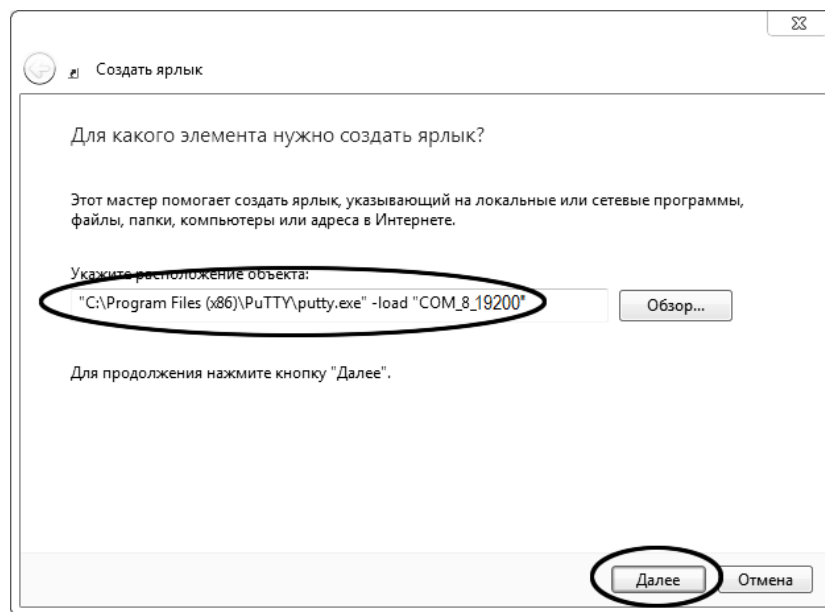 Создать ярлык
Для какого элемента нужно создать ярлык?
Этот мастер помогает создать ярлык, указывающий на локальные или сетевые программы,
файлы, папки, компьютеры или адреса в Интернете.
Укажите расположение объекта:
"C:\Program Files (x86)\PuTTY\putty.exe" -load "COM_8_19200"
Обзор...
Для продолжения нажмите кнопку "Далее".
Далее
Отмена